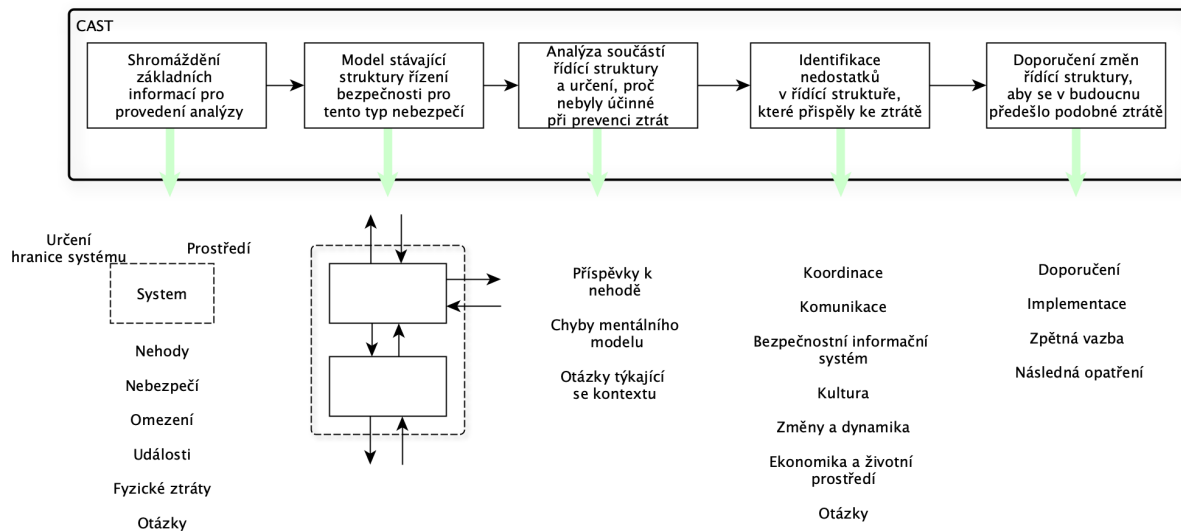 CAST
Shromáždění
základních
informací pro
provedení analýzy
Model stávající
struktury řízení
bezpečnosti pro
tento typ nebezpečí
Analýza součástí
řídící struktury
a určení, proč
nebyly účinné
při prevenci ztrát
Identifikace
nedostatků
v řídící struktuře,
které přispěly ke ztrátě
Doporučení změn
řídící struktury,
aby se v budoucnu
předešlo podobné ztrátě
Určení
hranice systému
Prostředí
System
Nehody
Nebezpečí
Omezení
Události
Fyzické ztráty
Otázky
Příspěvky k
nehodě
Chyby mentálního
modelu
Otázky týkající
se kontextu
Koordinace
Komunikace
Bezpečnostní informační
systém
Kultura
Změny a dynamika
Ekonomika a životní
prostředí
Otázky
Doporučení
Implementace
Zpětná vazba
Následná opatření